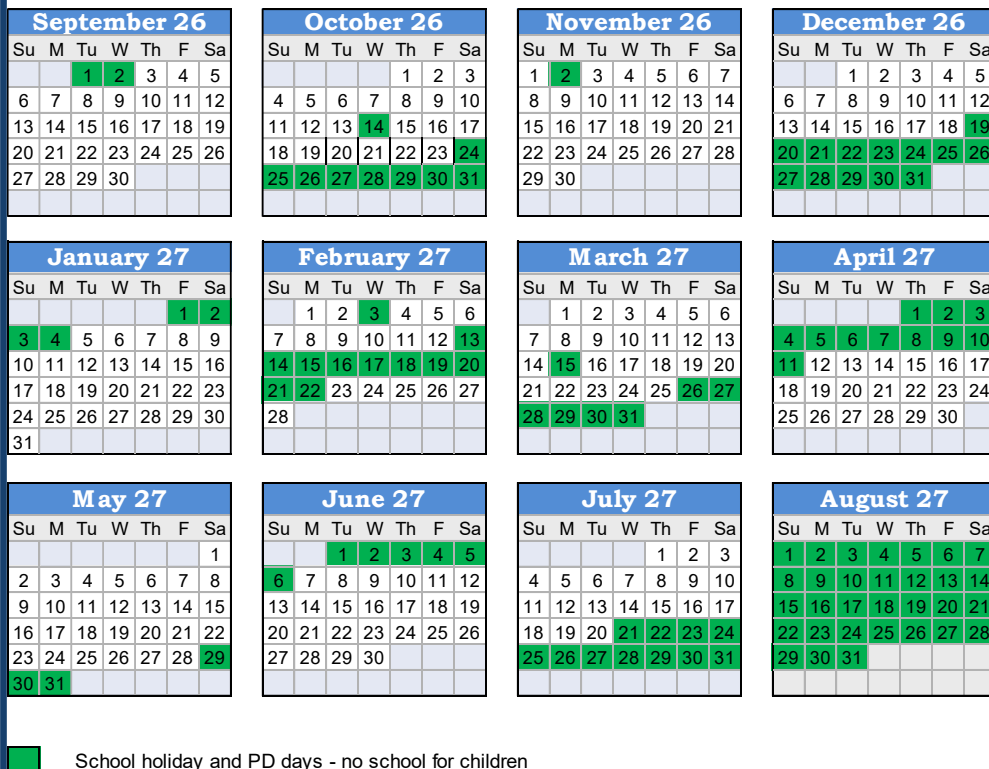 September 26 October 26 November 26 December 26
Su M Tu W Th F Sa Su M Tu W Th F Sa Su M Tu W Th F Sa Su M Tu W Th F Sa
1 2 3 4 5 1 2 3 1 2 3 4 5 6 7 1 2 3 4 5
6 7 8 9 10 11 12 4 5 6 7 8 9 10 8 9 10 11 12 13 14 6 7 8 9 10 11 12
13 14 15 16 17 18 19 11 12 13 14 15 16 17 15 16 17 18 19 20 21 13 14 15 16 17 18 19
20 21 22 23 24 25 26 18 19 20 21 22 23 24 22 23 24 25 26 27 28 20 21 22 23 24 25 26
27 28 29 30 25 26 27 28 29 30 31 29 30 27 28 29 30 31
January 27 February 27 March 27 April 27
Su M Tu W Th F Sa Su M Tu W Th F Sa Su M Tu W Th F Sa Su M Tu W Th F Sa
1 2 1 2 3 4 5 6 1 2 3 4 5 6 1 2 3
3 4 5 6 7 8 9 7 8 9 10 11 12 13 7 8 9 10 11 12 13 4 5 6 7 8 9 10
10 11 12 13 14 15 16 14 15 16 17 18 19 20 14 15 16 17 18 19 20 11 12 13 14 15 16 17
17 18 19 20 21 22 23 21 22 23 24 25 26 27 21 22 23 24 25 26 27 18 19 20 21 22 23 24
24 25 26 27 28 29 30 28 28 29 30 31 25 26 27 28 29 30
31
May 27 June 27 July 27 August 27
Su M Tu W Th F Sa Su M Tu W Th F Sa Su M Tu W Th F Sa Su M Tu W Th F Sa
1 1 2 3 4 5 1 2 3 1 2 3 4 5 6 7
2 3 4 5 6 7 8 6 7 8 9 10 11 12 4 5 6 7 8 9 10 8 9 10 11 12 13 14
9 10 11 12 13 14 15 13 14 15 16 17 18 19 11 12 13 14 15 16 17 15 16 17 18 19 20 21
16 17 18 19 20 21 22 20 21 22 23 24 25 26 18 19 20 21 22 23 24 22 23 24 25 26 27 28
23 24 25 26 27 28 29 27 28 29 30 25 26 27 28 29 30 31 29 30 31
30 31
School holiday and PD days - no school for children